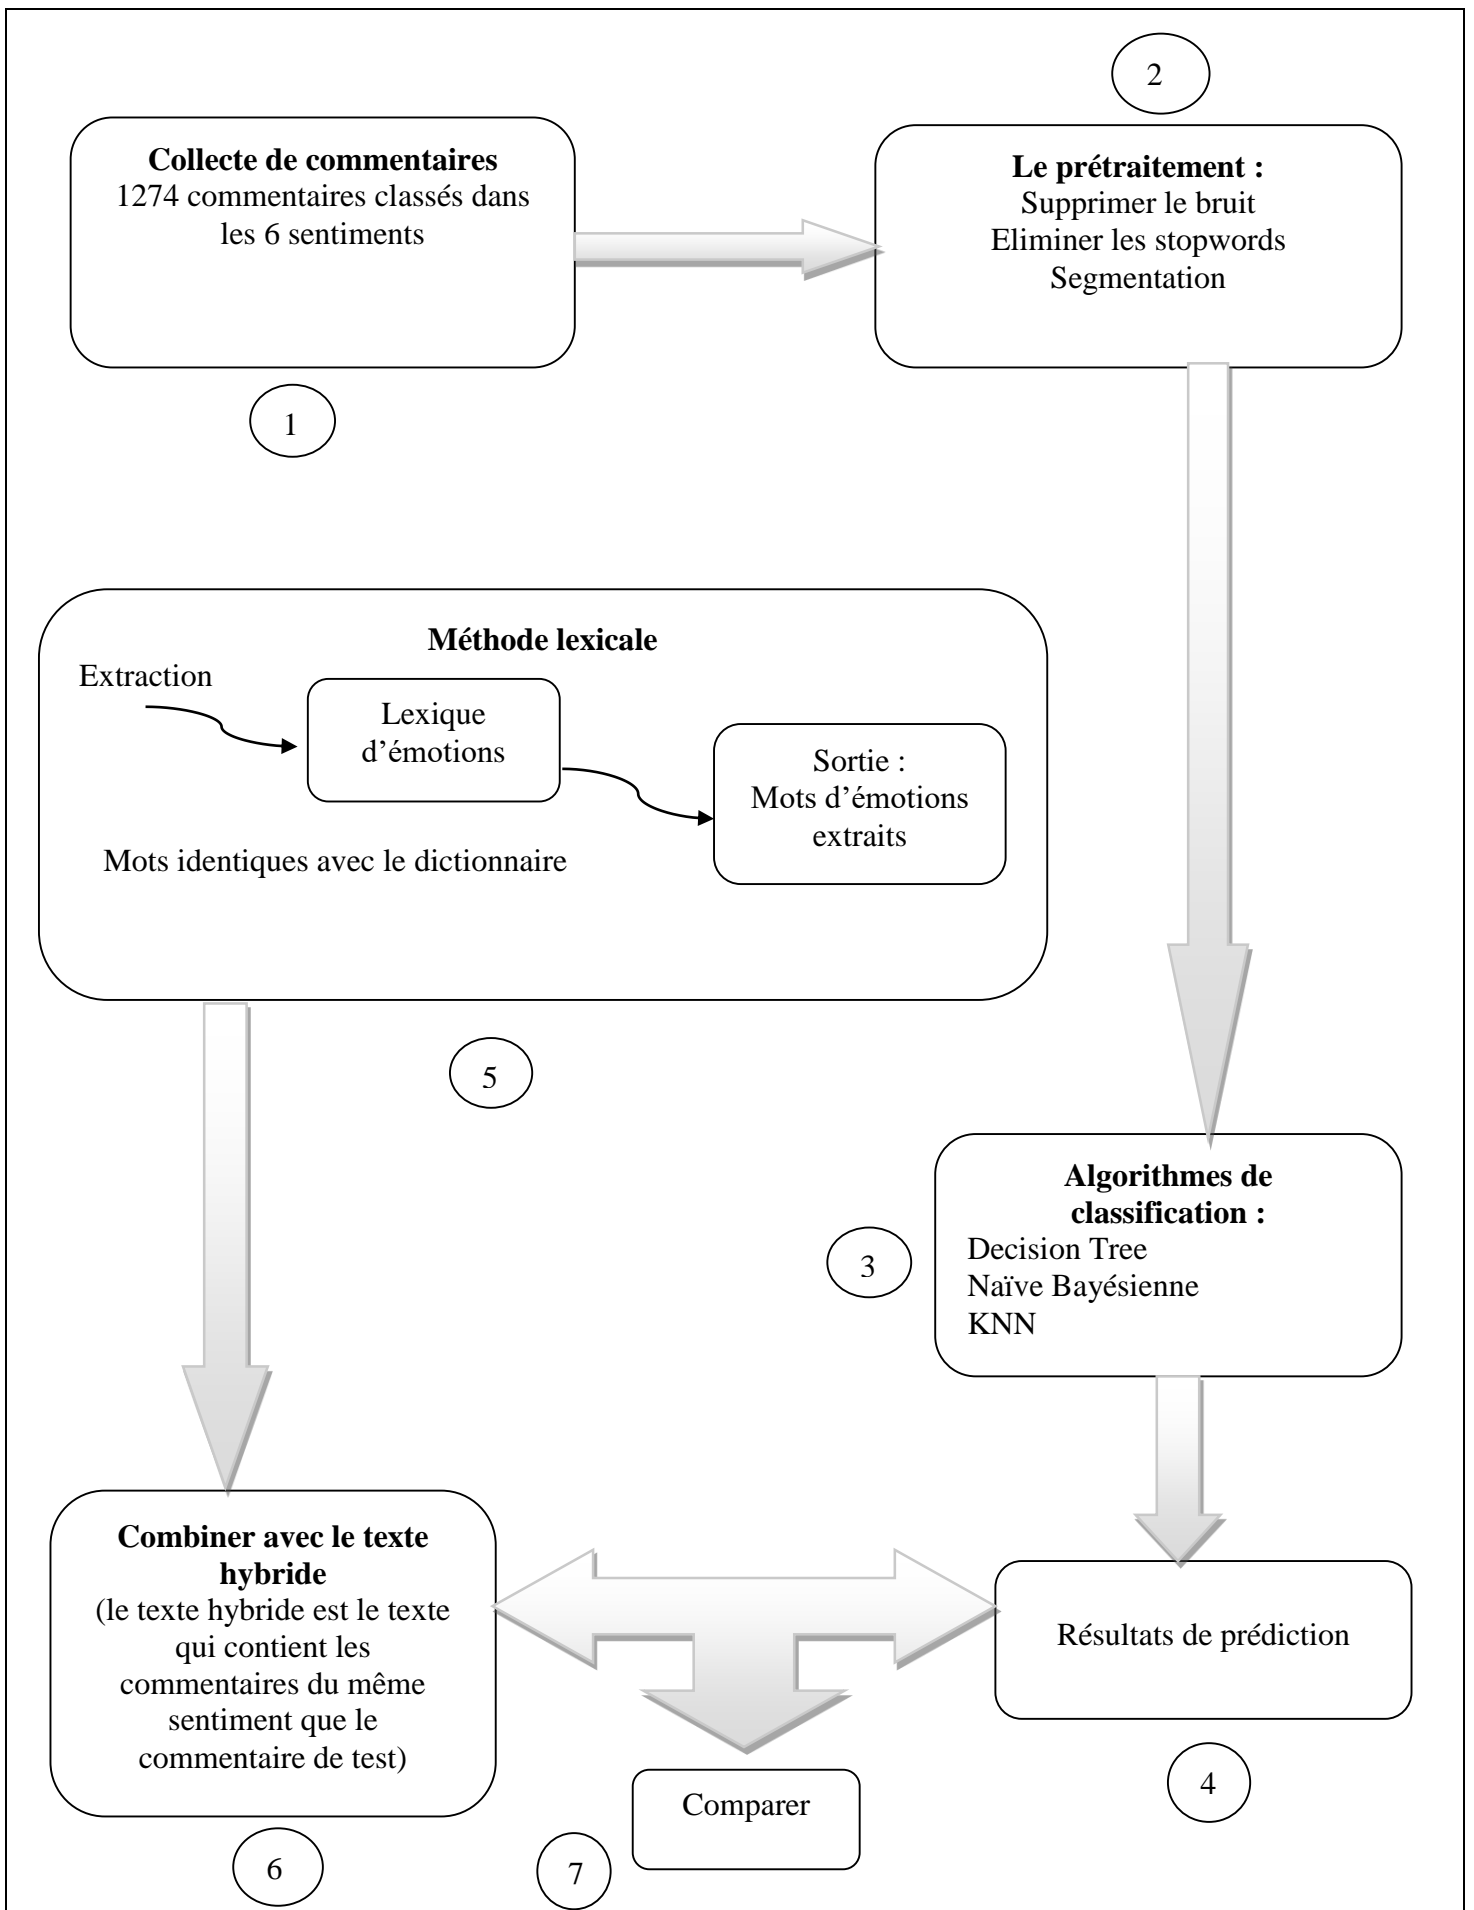 2
Collecte de commentaires
1274 commentaires classés dans
les 6 sentiments
Le prétraitement :
Supprimer le bruit
Eliminer les stopwords
Segmentation
1
Méthode lexicale
Extraction
Lexique
d’émotions
Sortie :
Mots d’émotions
extraits
Mots identiques avec le dictionnaire
5
Algorithmes de
classification :
Decision Tree
Naïve Bayésienne
KNN
3
Combiner avec le texte
hybride
(le texte hybride est le texte
qui contient les
commentaires du même
sentiment que le
commentaire de test)
Résultats de prédiction
4
Comparer
6
7